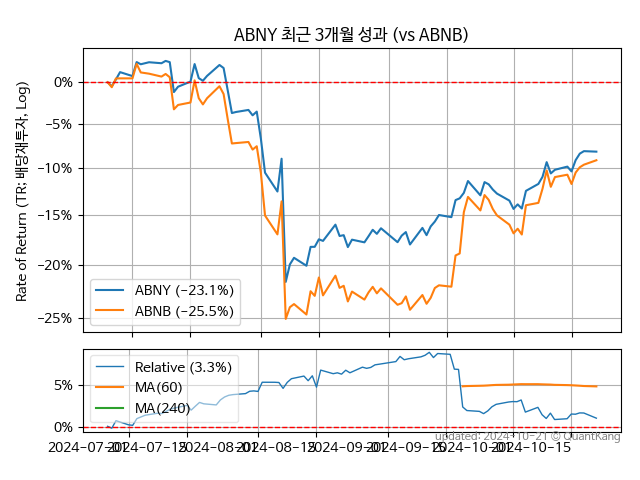 ABNY 최근 3개월 성과 (vs ABNB)
Rate of Return (TR: 배당재투자, Log)
0%
−5%
−10%
−15%
−20%
−25%
ABNY (−23.1%)
ABNB (−25.5%)
5%
0%
Relative (3.3%)
MA(60)
MA(240)
2024-07-01 2024-07-15 2024-08-01 2024-08-15 2024-09-01 2024-09-15 2024-10-01 2024-10-15
updated: 2024-10-21 © QuantKang